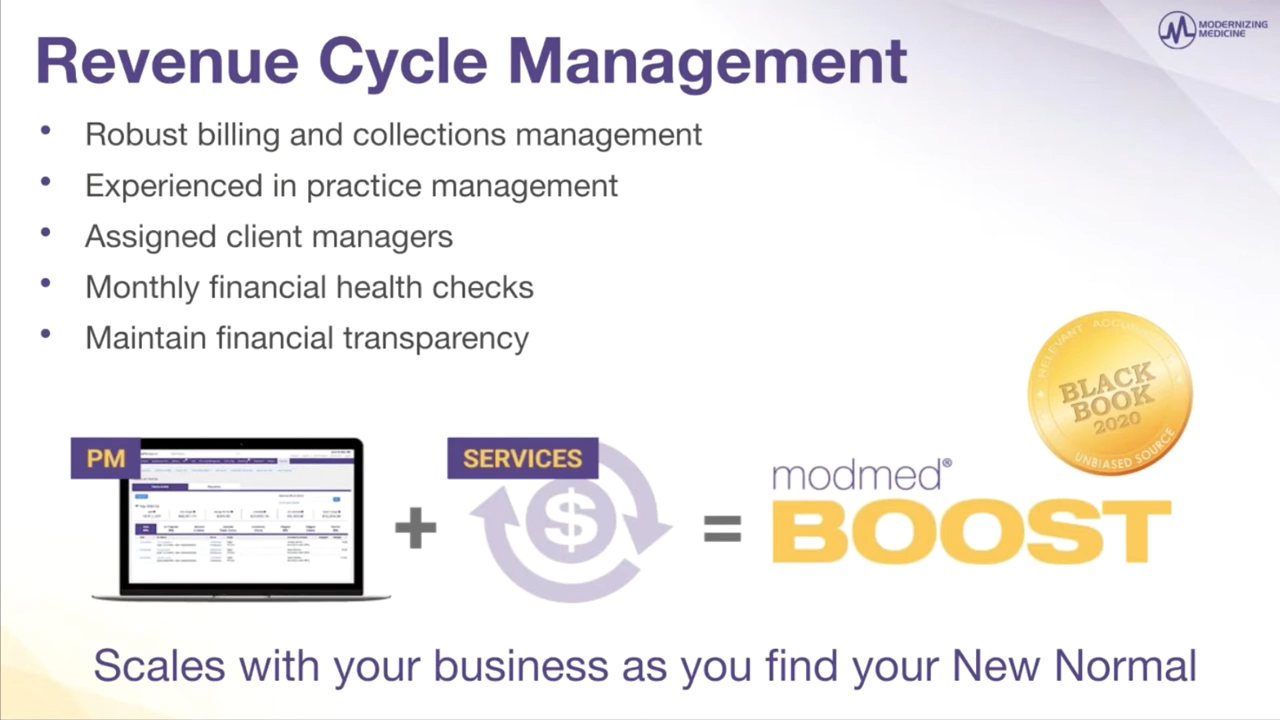 MODERNIZING
MEDICINE
Revenue Cycle Management
• Robust billing and collections management
• Experienced in practice management
• Assigned client managers
• Monthly financial health checks
• Maintain financial transparency
RELEVANT
BLACK
BOOK
2020
UNBIASED SOURCE
PM
SERVICES
$
+
=
modmed®
BOOST
Scales with your business as you find your New Normal